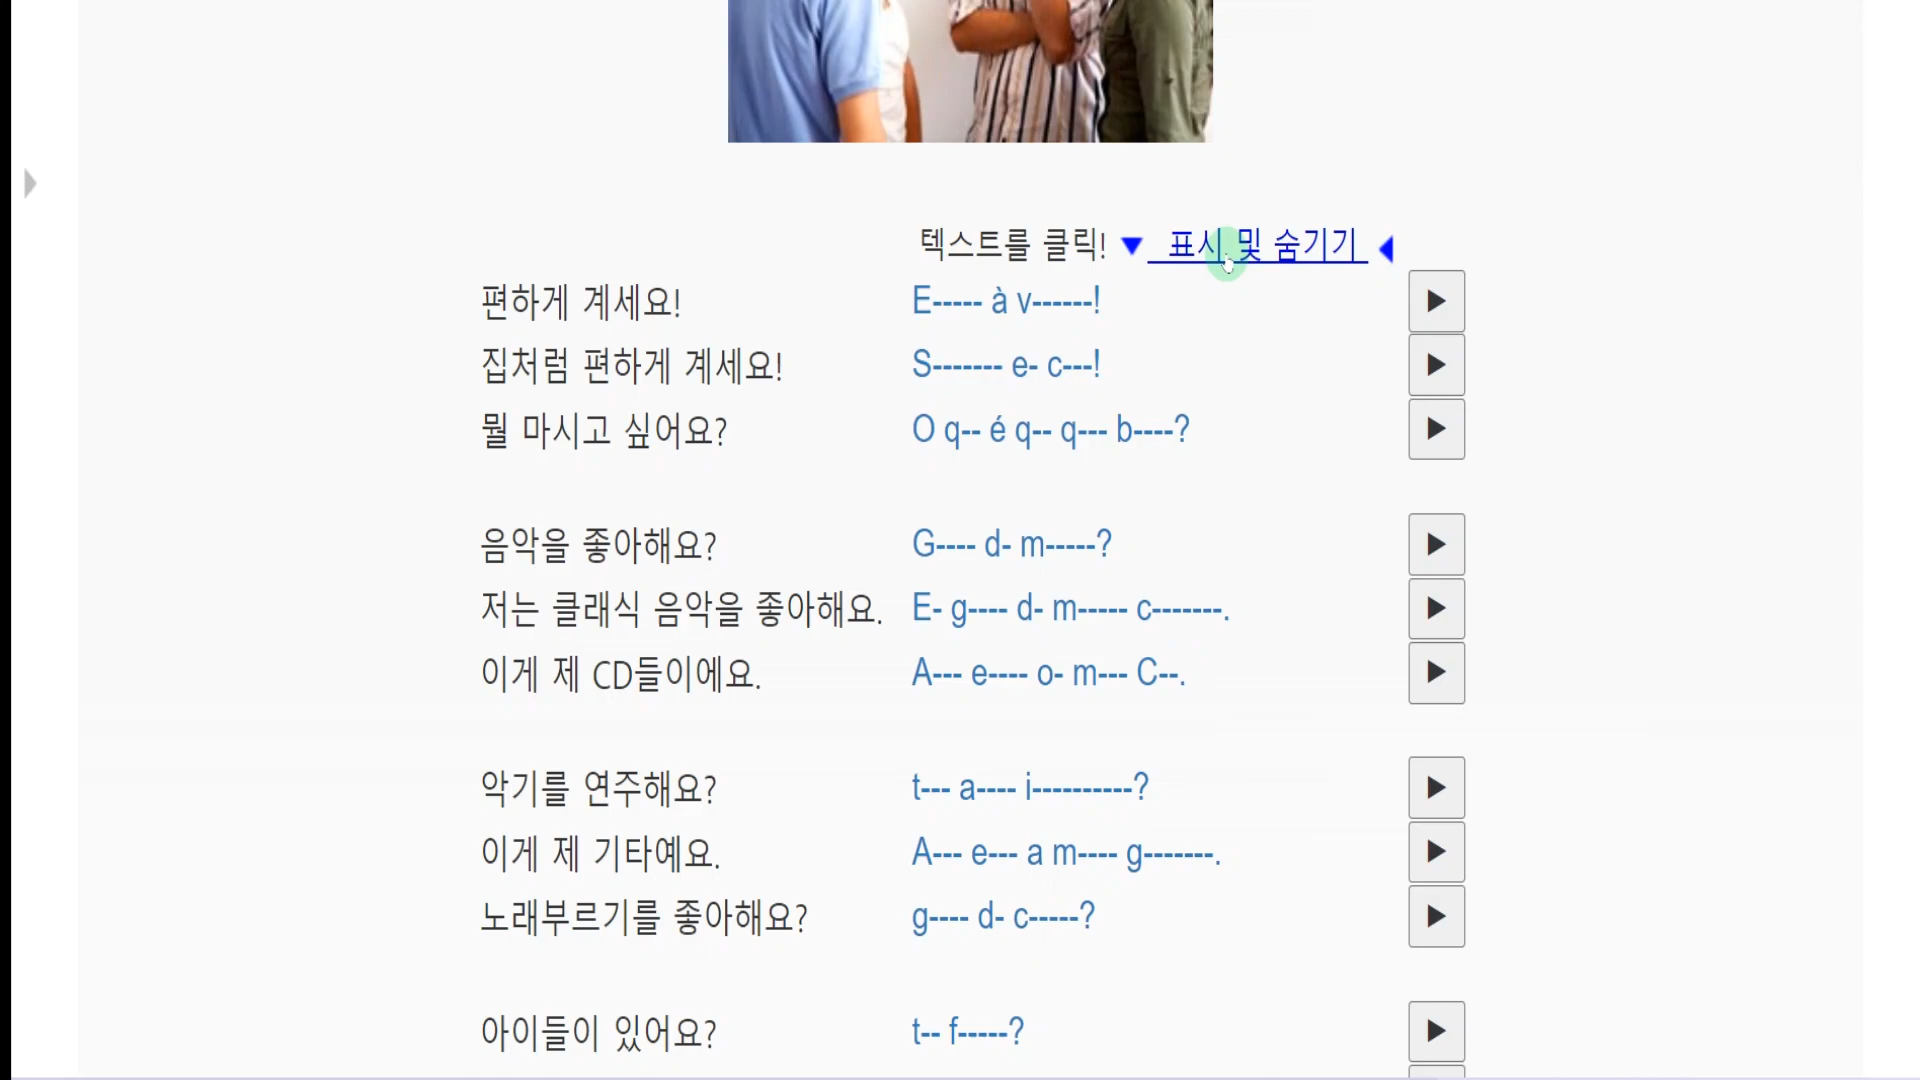 텍스트를 클릭! ▼ 표시 및 숨기기 ◀
편하게 계세요! E----- à v------!
집처럼 편하게 계세요! S------- e- c---!
뭘 마시고 싶어요? O q-- é q-- q--- b----?
음악을 좋아해요? G---- d- m-----?
저는 클래식 음악을 좋아해요. E- g---- d- m----- c-------.
이게 제 CD들이에요. A--- e---- o- m--- C--.
악기를 연주해요? t--- a---- i----------?
이게 제 기타예요. A--- e--- a m---- g-------.
노래부르기를 좋아해요? g---- d- c-----?
아이들이 있어요? t-- f-----?